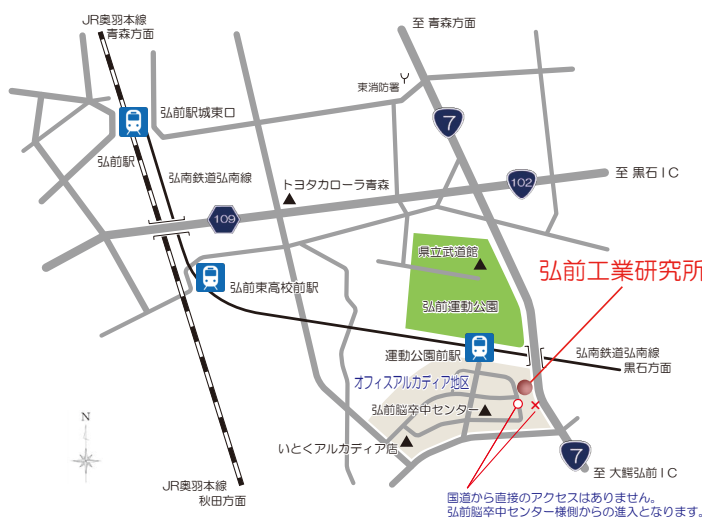 JR奥羽本線
青森方面
至 青森方面
東消防署
7
弘前駅城東口
弘前駅
弘南鉄道弘南線
トヨタカローラ青森
102
至 黒石IC
109
県立武道館
弘前工業研究所
弘前東高校前駅
弘前運動公園
運動公園前駅
弘南鉄道弘南線
黒石方面
オフィスアルカディア地区
弘前脳卒中センター
N
いとくアルカディア店
7
至 大鰐弘前IC
JR奥羽本線
秋田方面
国道から直接のアクセスはありません。
弘前脳卒中センター様側からの進入となります。